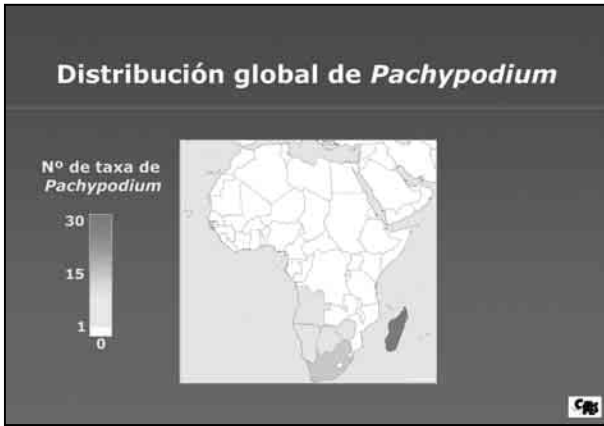 Distribución global de Pachypodium
Nº de taxa de
Pachypodium
30
15
1
0